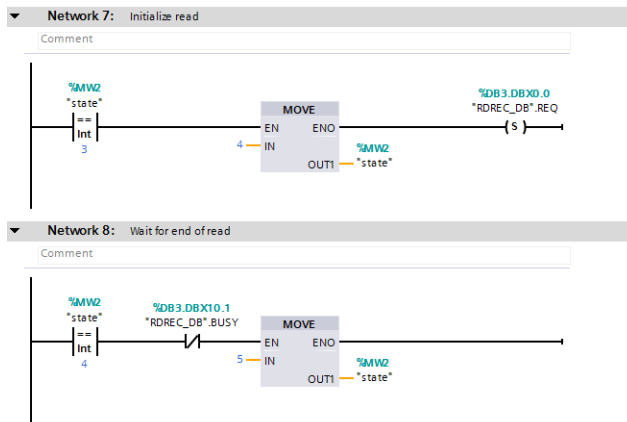 Network 7: Initialize read
Comment
%MW2
"state"
==
Int
3
MOVE
EN ENO
4 IN
OUT1
%MW2
"state"
%DB3.DBX0.0
"RDREC_DB".REQ
S
Network 8: Wait for end of read
Comment
%MW2
"state"
==
Int
4
%DB3.DBX10.1
"RDREC_DB".BUSY
MOVE
EN ENO
5 IN
OUT1
%MW2
"state"